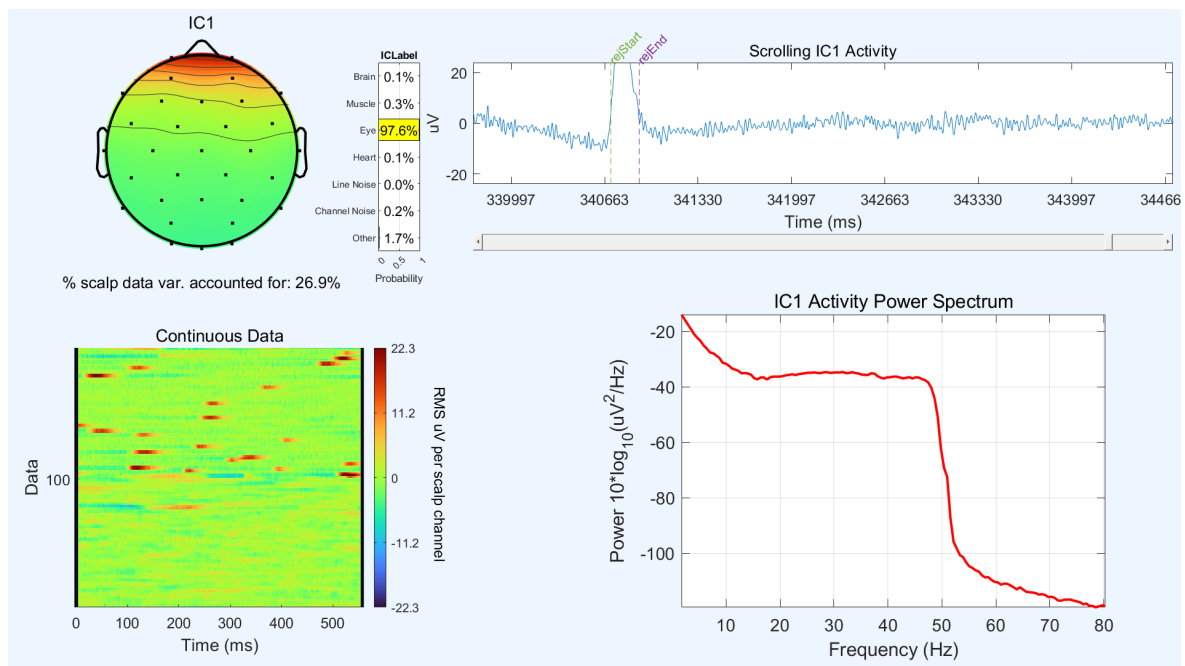 IC1
ICLabel
Brain 0.1%
Muscle 0.3%
Eye 97.6%
Heart 0.1%
Line Noise 0.0%
Channel Noise 0.2%
Other 1.7%
0 0.5 1
Probability
% scalp data var. accounted for: 26.9%
rejStart
rejEnd
Scrolling IC1 Activity
uV
20
0
-20
339997 340663 341330 341997 342663 343330 343997 34466
Time (ms)
Continuous Data
Data
100
0 100 200 300 400 500
Time (ms)
22.3
11.2
0
-11.2
-22.3
RMS uV per scalp channel
IC1 Activity Power Spectrum
Power 10*log10(uV2/Hz)
-20
-40
-60
-80
-100
10 20 30 40 50 60 70 80
Frequency (Hz)